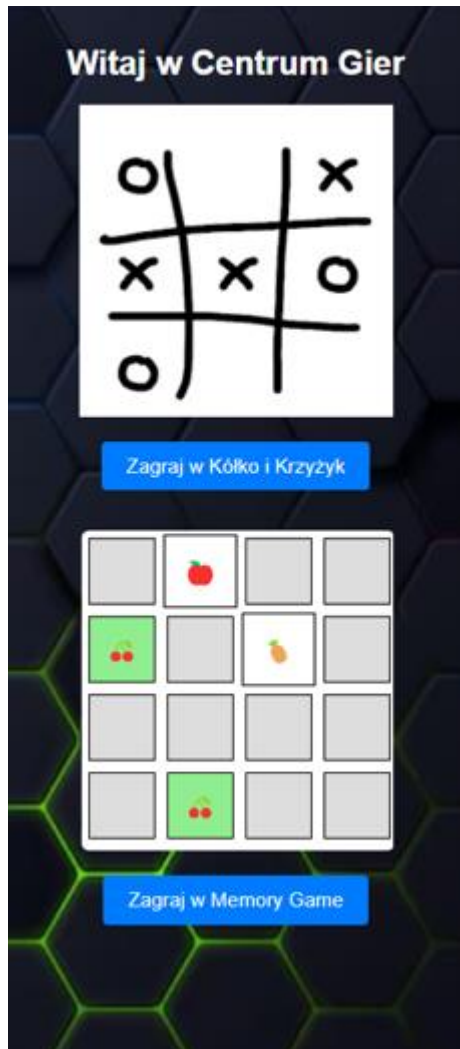 Witaj w Centrum Gier
O X
X X O
O
Zagraj w Kółko i Krzyżyk
Zagraj w Memory Game